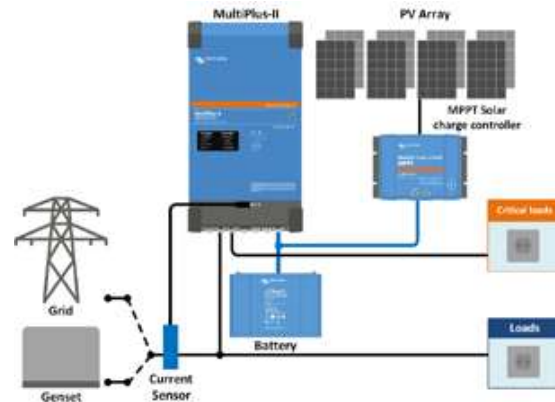 MultiPlus-II
PV Array
MPPT Solar
charge controller
Critical loads
Grid
Genset
Current
Sensor
Battery
Loads